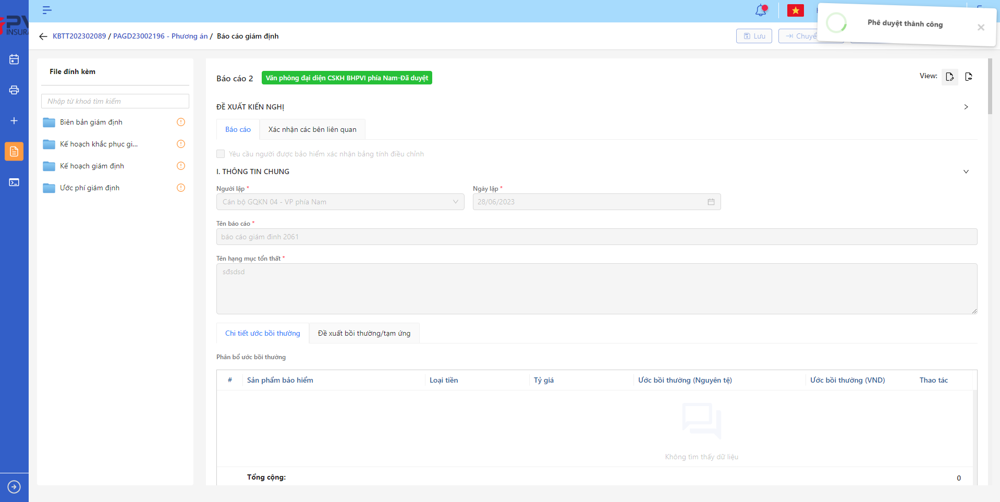 PV
INSURA
Phê duyệt thành công
KBTT202302089 / PAGD23002196 - Phương án / Báo cáo giám định
Lưu
Chuyể
File đính kèm
Nhập từ khoá tìm kiếm
Biên bản giám định
Kế hoạch khắc phục gi...
Kế hoạch giám định
Ước phí giám định
Báo cáo 2
Văn phòng đại diện CSKH BHPVI phía Nam-Đã duyệt
View:
ĐỀ XUẤT KIẾN NGHỊ
Báo cáo
Xác nhận các bên liên quan
Yêu cầu người được bảo hiểm xác nhận bảng tính điều chỉnh
I. THÔNG TIN CHUNG
Người lập *
Ngày lập *
Cán bộ GQKN 04 - VP phía Nam
28/06/2023
Tên báo cáo *
báo cáo giám đinh 2061
Tên hạng mục tổn thất *
sđsdsd
Chi tiết ước bồi thường
Đề xuất bồi thường/tạm ứng
Phân bổ ước bồi thường
# Sản phẩm bảo hiểm Loại tiền Tỷ giá Ước bồi thường (Nguyên tệ) Ước bồi thường (VND) Thao tác
Không tìm thấy dữ liệu
Tổng cộng: 0